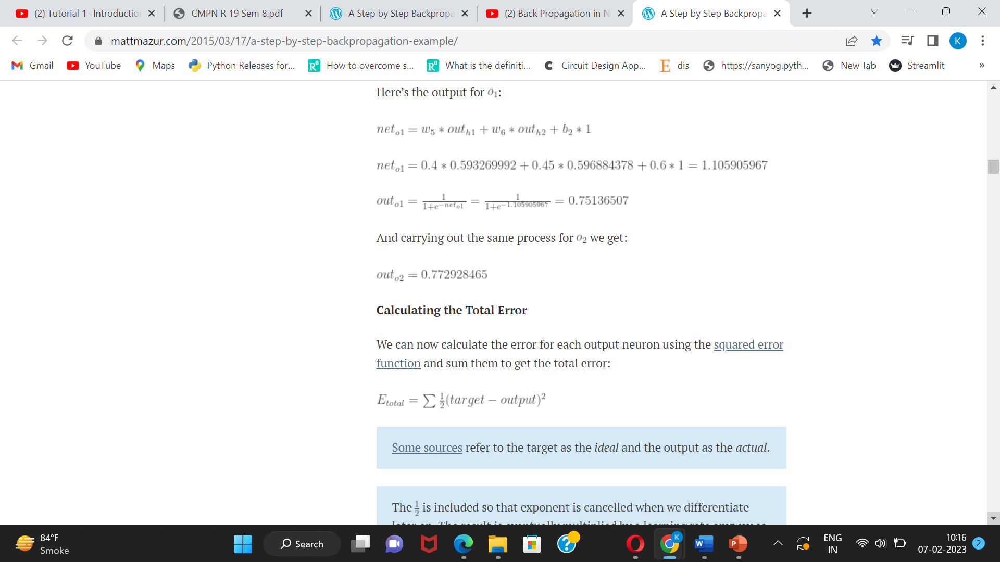 (2) Tutorial 1- Introduction
CMPN R 19 Sem 8.pdf
A Step by Step Backpropa
(2) Back Propagation in N
A Step by Step Backpropa
mattmazur.com/2015/03/17/a-step-by-step-backpropagation-example/
K
Gmail
YouTube
Maps
Python Releases for...
How to overcome s...
What is the definiti...
Circuit Design App...
dis
https://sanyog.pyth...
New Tab
Streamlit
»
Here’s the output for o₁:
net_{o1} = w₅ * out_{h1} + w₆ * out_{h2} + b₂ * 1
net_{o1} = 0.4 * 0.593269992 + 0.45 * 0.596884378 + 0.6 * 1 = 1.105905967
out_{o1} = \frac{1}{1+e^{-net_{o1}}} = \frac{1}{1+e^{-1.105905967}} = 0.75136507
And carrying out the same process for o₂ we get:
out_{o2} = 0.772928465
Calculating the Total Error
We can now calculate the error for each output neuron using the squared error
function and sum them to get the total error:
E_{total} = ∑ ½(target − output)²
Some sources refer to the target as the ideal and the output as the actual.
The ½ is included so that exponent is cancelled when we differentiate
84°F
Smoke
Search
K
ENG
IN
10:16
07-02-2023
2